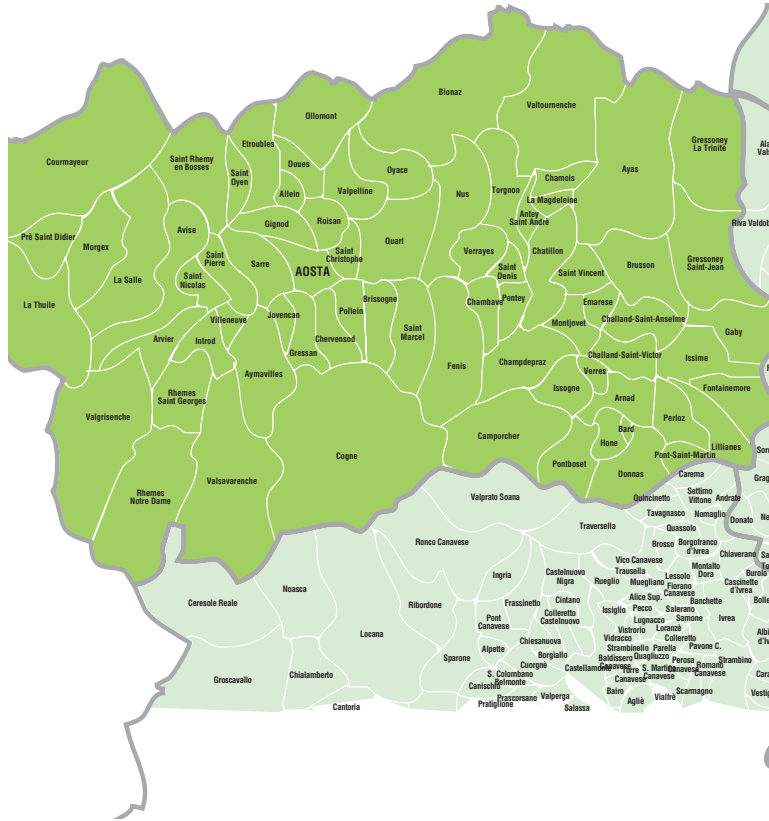 Bionaz
Valtournenche
Ollomont
Etroubles
Gressoney
La Trinité
Courmayeur
Saint Rhemy
en Bosses
Saint
Oyen
Doues
Oyace
Ayas
Allein
Valpelline
Nus
Torgnon
Chamois
La Magdeleine
Antey
Saint André
Riva Valdob
Prè Saint Didier
Morgex
Avise
Gignod
Roisan
Quart
Saint
Christophe
Verrayes
Chatillon
Saint
Pierre
Sarre
AOSTA
Saint
Denis
Saint Vincent
Brusson
Gressoney
Saint-Jean
La Salle
Saint
Nicolas
La Thuile
Villeneuve
Jovencan
Pollein
Brissogne
Chambave
Pontey
Emarese
Challand-Saint-Anselme
Arvier
Introd
Gressan
Chervensod
Saint
Marcel
Montjovet
Gaby
Fenis
Champdepraz
Challand-Saint-Victor
Issime
Verres
Aymavilles
Issogne
Fontainemore
Rhemes
Saint Georges
Arnad
Valgrisenche
Perloz
Camporcher
Bard
Hone
Lillianes
Cogne
Pontboset
Pont-Saint-Martin
Donnas
Valsavarenche
Rhemes
Notre Dame
Carema
Valprato Soana
Quincinetto
Settimo
Vittone
Andrate
Tavagnasco
Nomaglio
Donato
Traversella
Quassolo
Ronco Canavese
Brosso
Borgofranco
d'Ivrea
Chiaverano
Vico Canavese
Ingria
Castelnuovo
Nigra
Rueglio
Trausella
Muegliano
Lessolo
Montalto
Dora
Burolo
Noasca
Fiorano
Canavese
Cascinette
d'Ivrea
Ceresole Reale
Ribordone
Frassinetto
Cintano
Alice Sup.
Banchette
Issiglio
Pecco
Salerano
Pont
Canavese
Colleretto
Castelnuovo
Lugnacco
Samone
Ivrea
Locana
Vistrorio
Loranzè
Vidracco
Colleretto
Chiesanuova
Strambinello
Parella
Pavone C.
Alpette
Borgiallo
Baldissero
Canavese
Quagliuzzo
Sparone
Cuorgnè
Castellamonte
Torre
Canavese
S. Martino
Canavese
Perosa
Canavese
Romano
Canavese
Strambino
Groscavallo
Chialamberto
S. Colombano
Belmonte
Canischio
Prascorsano
Valperga
Bairo
Agliè
Vialfrè
Scarmagno
Cantoria
Pratiglione
Salassa